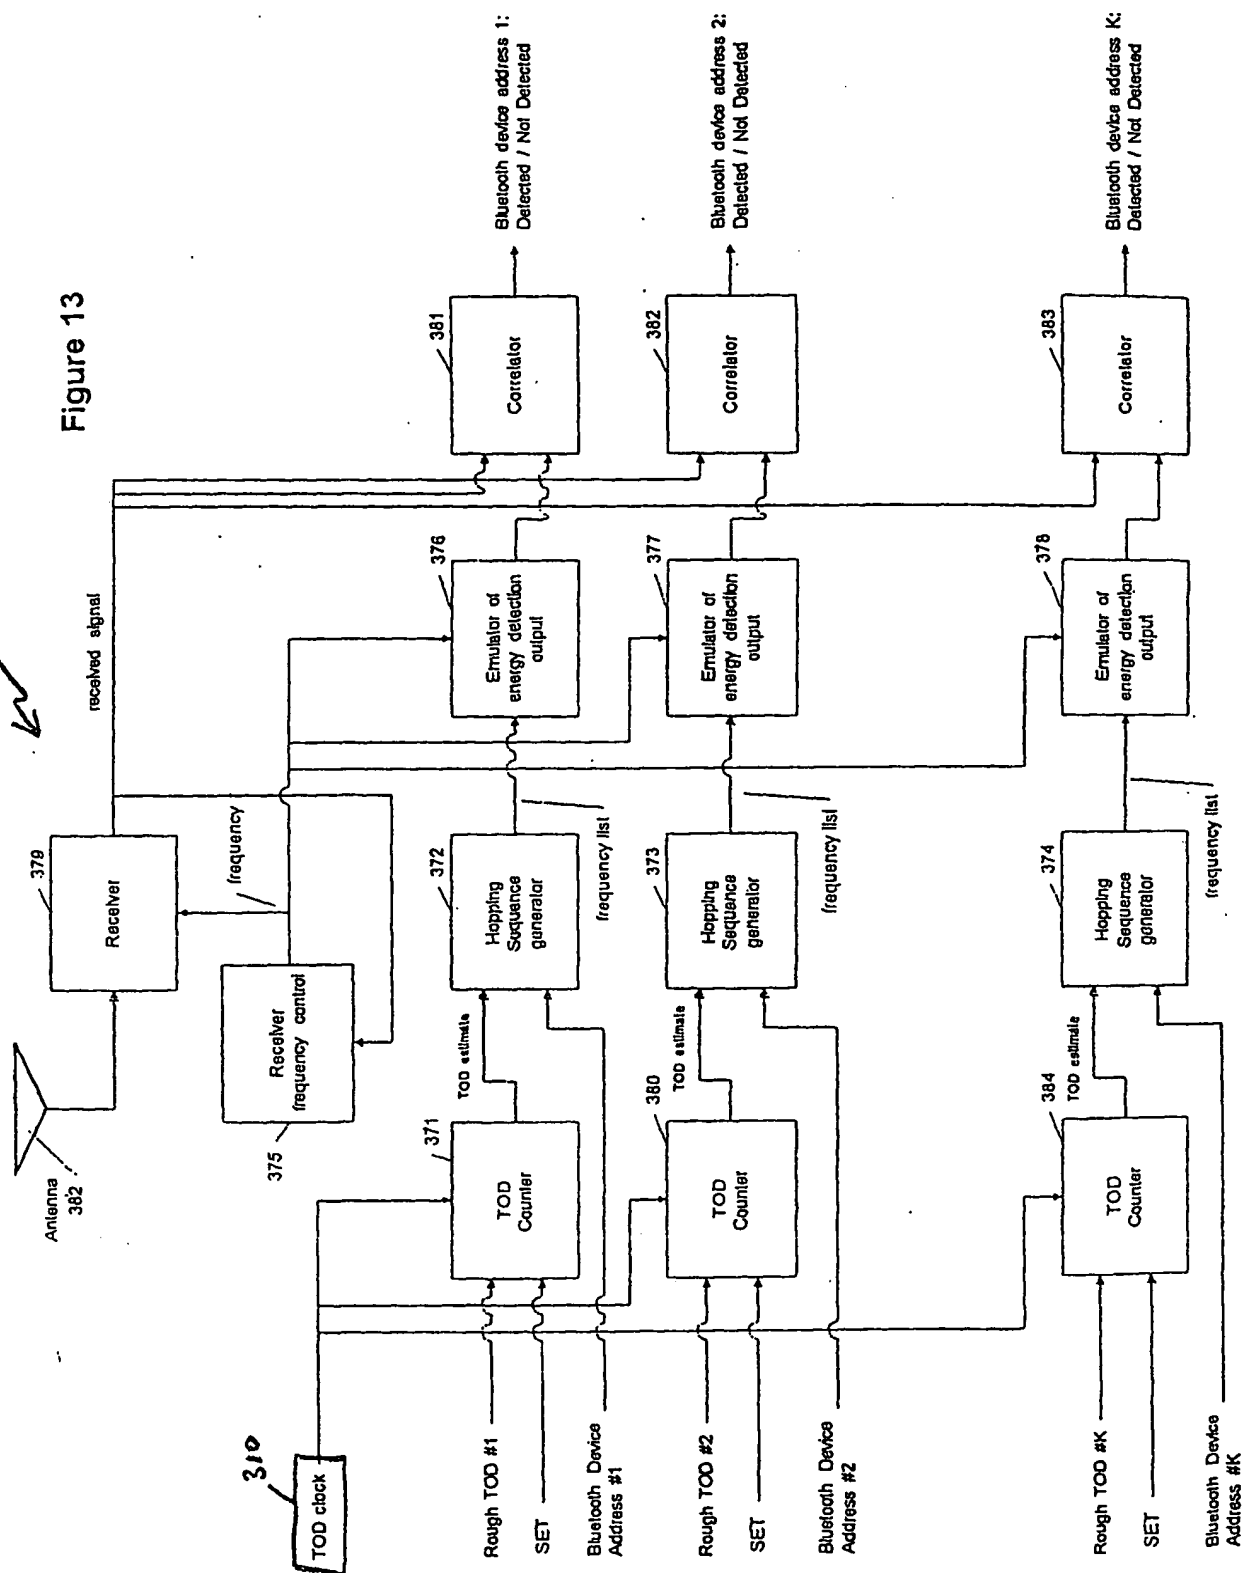 Figure 13
Antenna
382
379
Receiver
received signal
frequency
Receiver
frequency control
375
310
TOD clock
Rough TOD #1
SET
Bluetooth Device
Address #1
371
TOD
Counter
TOD estimate
372
Hopping
Sequence
generator
frequency list
376
Emulator of
energy detection
output
381
Correlator
Bluetooth device address 1:
Detected / Not Detected
Rough TOD #2
SET
Bluetooth Device
Address #2
380
TOD
Counter
TOD estimate
373
Hopping
Sequence
generator
frequency list
377
Emulator of
energy detection
output
382
Correlator
Bluetooth device address 2:
Detected / Not Detected
Rough TOD #K
SET
Bluetooth Device
Address #K
384
TOD
Counter
TOD estimate
374
Hopping
Sequence
generator
frequency list
378
Emulator of
energy detection
output
383
Correlator
Bluetooth device address K:
Detected / Not Detected